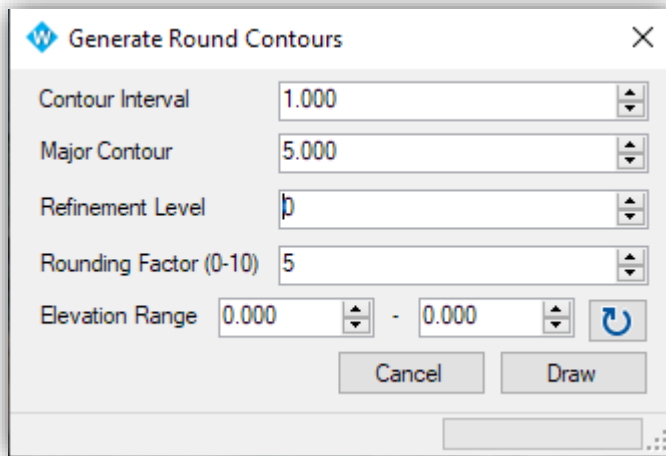 W Generate Round Contours
Contour Interval 1.000
Major Contour 5.000
Refinement Level 0
Rounding Factor (0-10) 5
Elevation Range 0.000 - 0.000
Cancel Draw